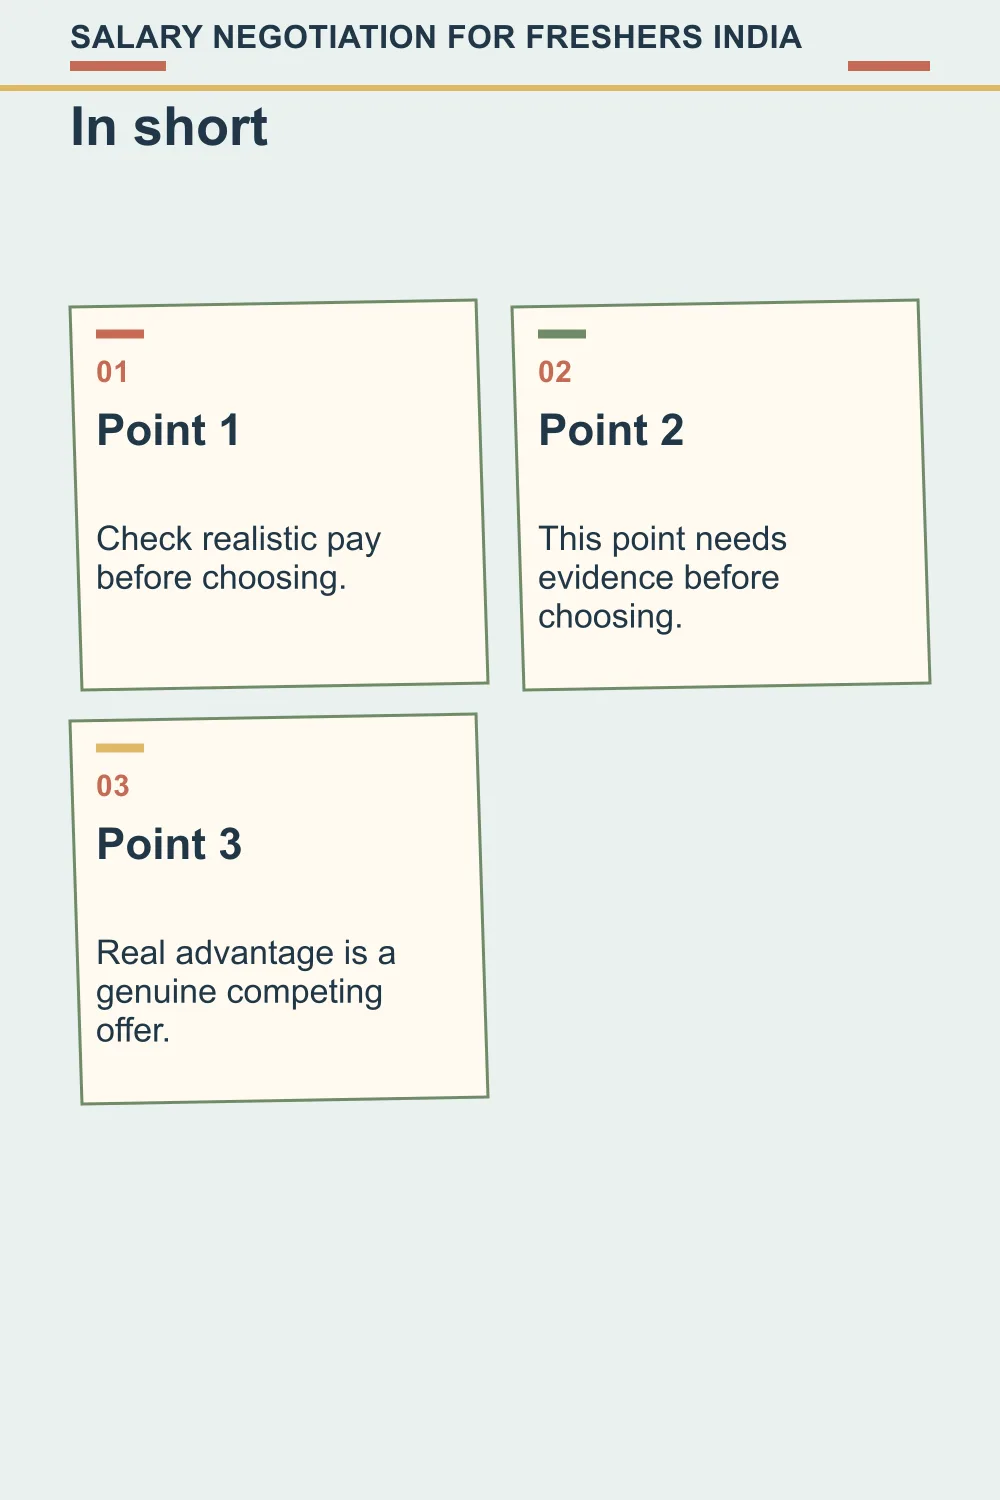 SALARY NEGOTIATION FOR FRESHERS INDIA
In short
01
Point 1
Check realistic pay
before choosing.
02
Point 2
This point needs
evidence before
choosing.
03
Point 3
Real advantage is a
genuine competing
offer.